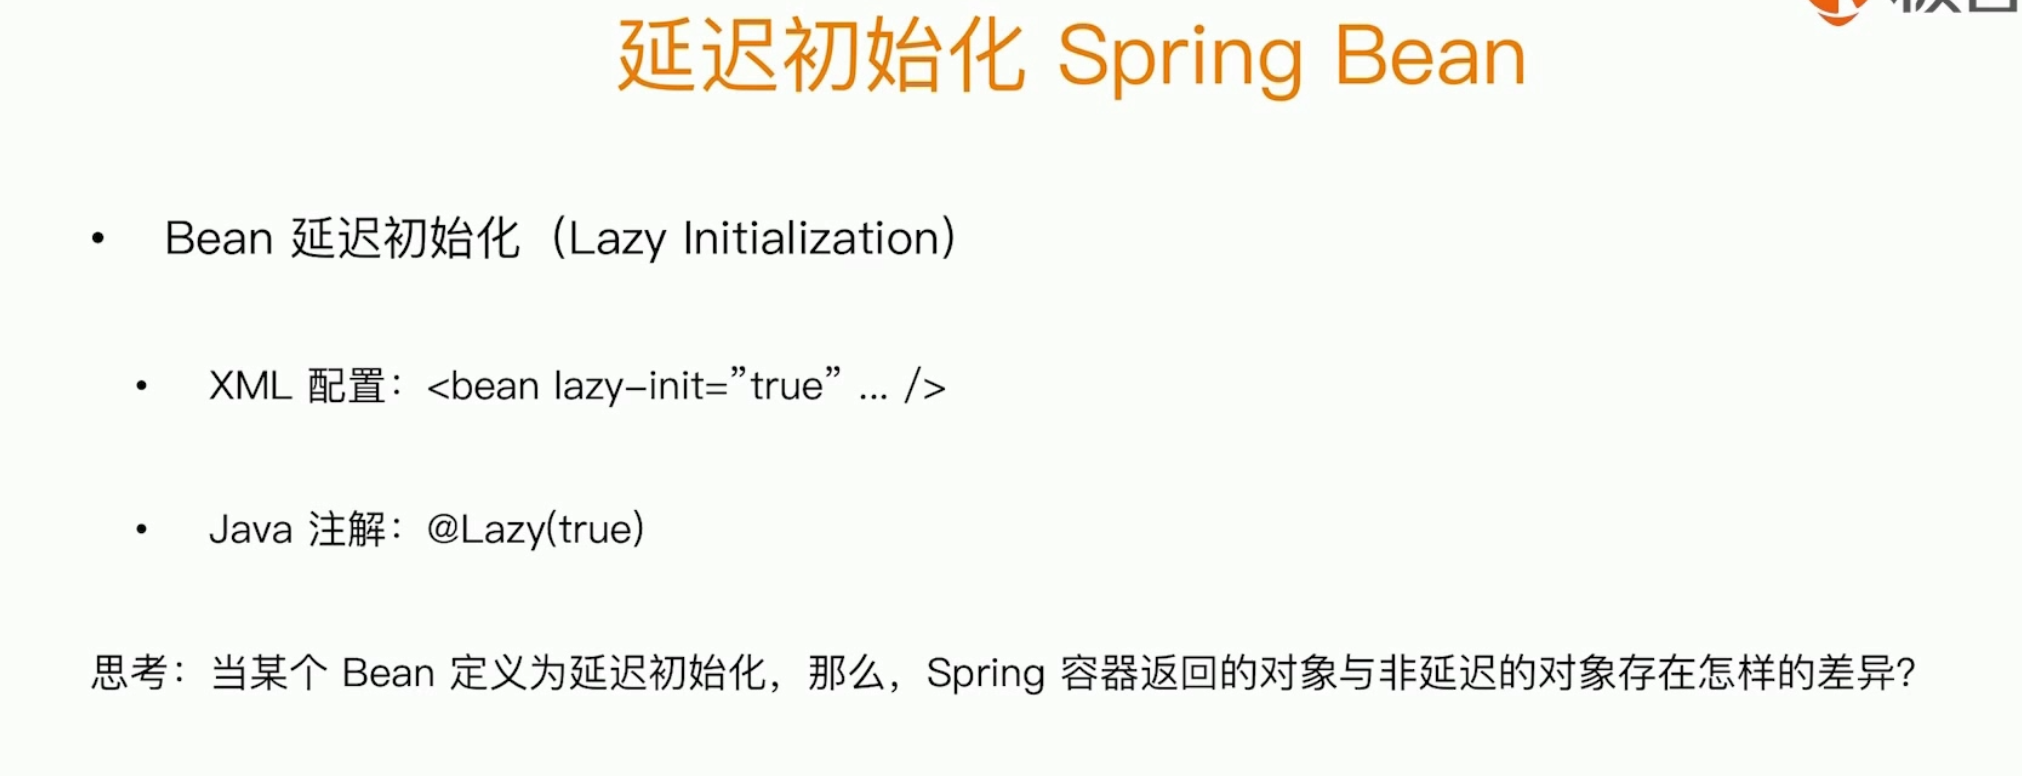 延迟初始化 Spring Bean
• Bean 延迟初始化（Lazy Initialization）
• XML 配置：<bean lazy-init=”true” ... />
• Java 注解：@Lazy(true)
思考：当某个 Bean 定义为延迟初始化，那么，Spring 容器返回的对象与非延迟的对象存在怎样的差异？